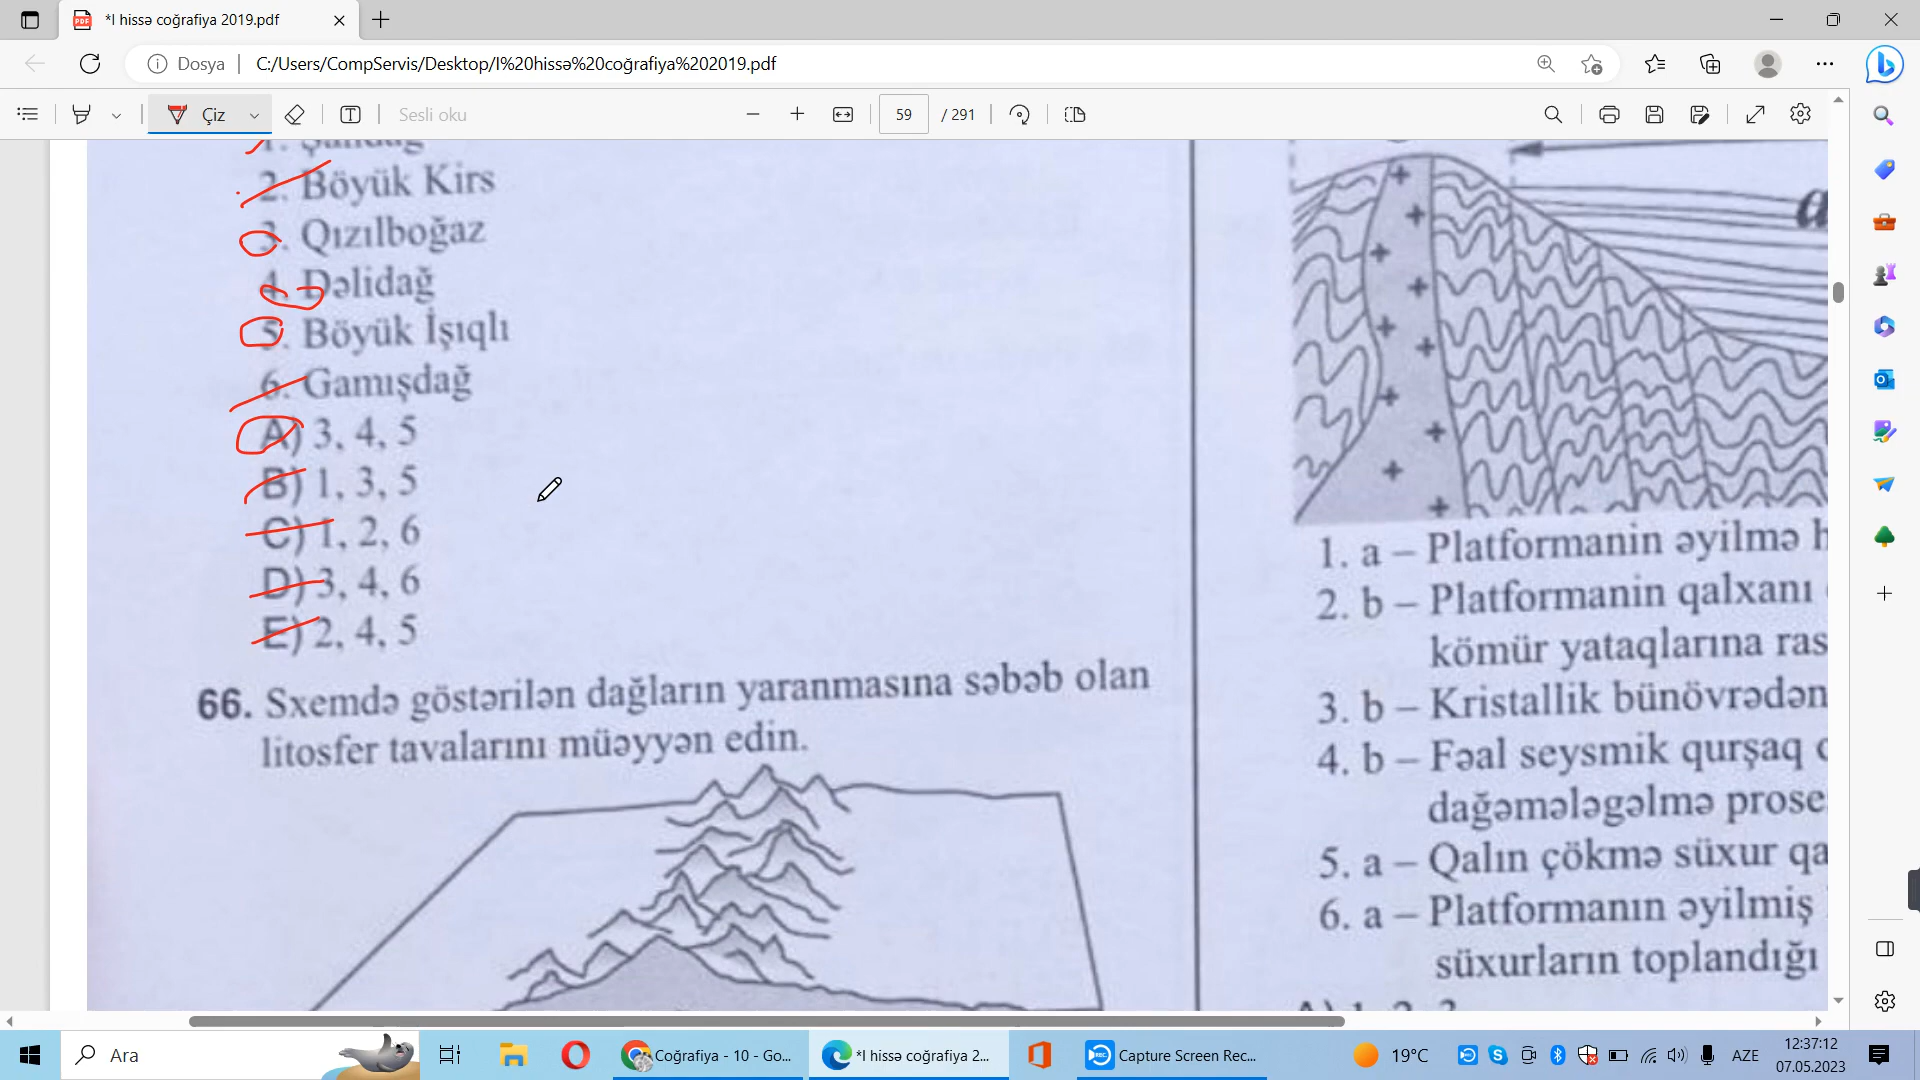 *I hissə coğrafiya 2019.pdf
Dosya
C:/Users/CompServis/Desktop/I%20hissə%20coğrafiya%202019.pdf
Çiz
Sesli oku
59 / 291
1. Şahdağ
2. Böyük Kirs
3. Qızılboğaz
4. Dəlidağ
5. Böyük İşıqlı
6. Gamışdağ
A) 3, 4, 5
B) 1, 3, 5
C) 1, 2, 6
D) 3, 4, 6
E) 2, 4, 5
66. Sxemdə göstərilən dağların yaranmasına səbəb olan
litosfer tavalarını müəyyən edin.
a
1. a – Platformanin əyilmə h
2. b – Platformanin qalxanı
kömür yataqlarına ras
3. b – Kristallik bünövrədən
4. b – Fəal seysmik qurşaq
dağəmələgəlmə prose
5. a – Qalın çökmə süxur qa
6. a – Platformanın əyilmiş
süxurların toplandığı
Ara
Coğrafiya - 10 - Go...
*I hissə coğrafiya 2...
Capture Screen Rec...
19°C
AZE
12:37:12
07.05.2023